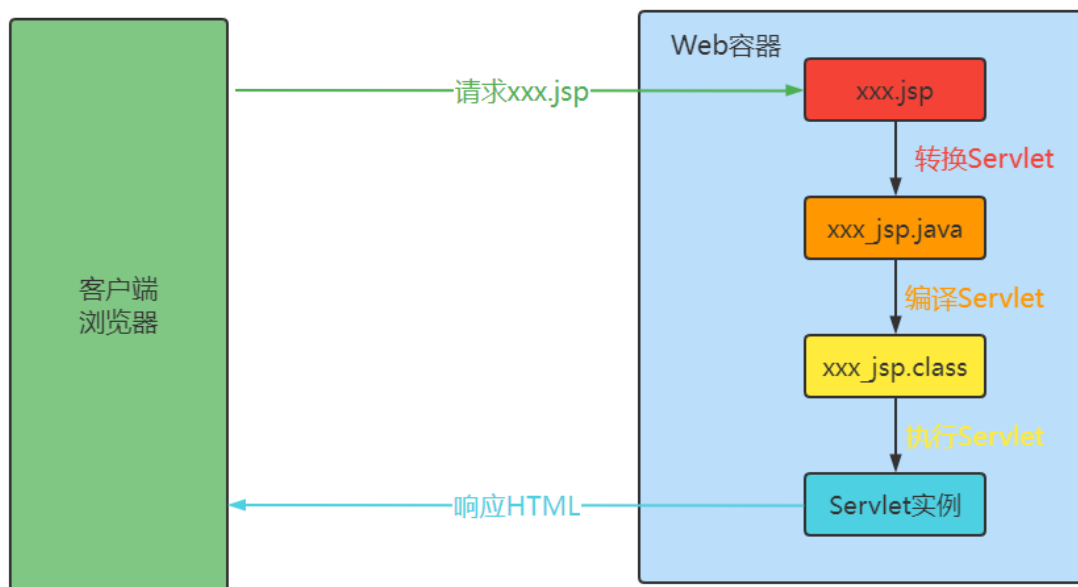 Web容器
请求xxx.jsp
xxx.jsp
转换Servlet
xxx_jsp.java
编译Servlet
客户端
浏览器
xxx_jsp.class
执行Servlet
响应HTML
Servlet实例